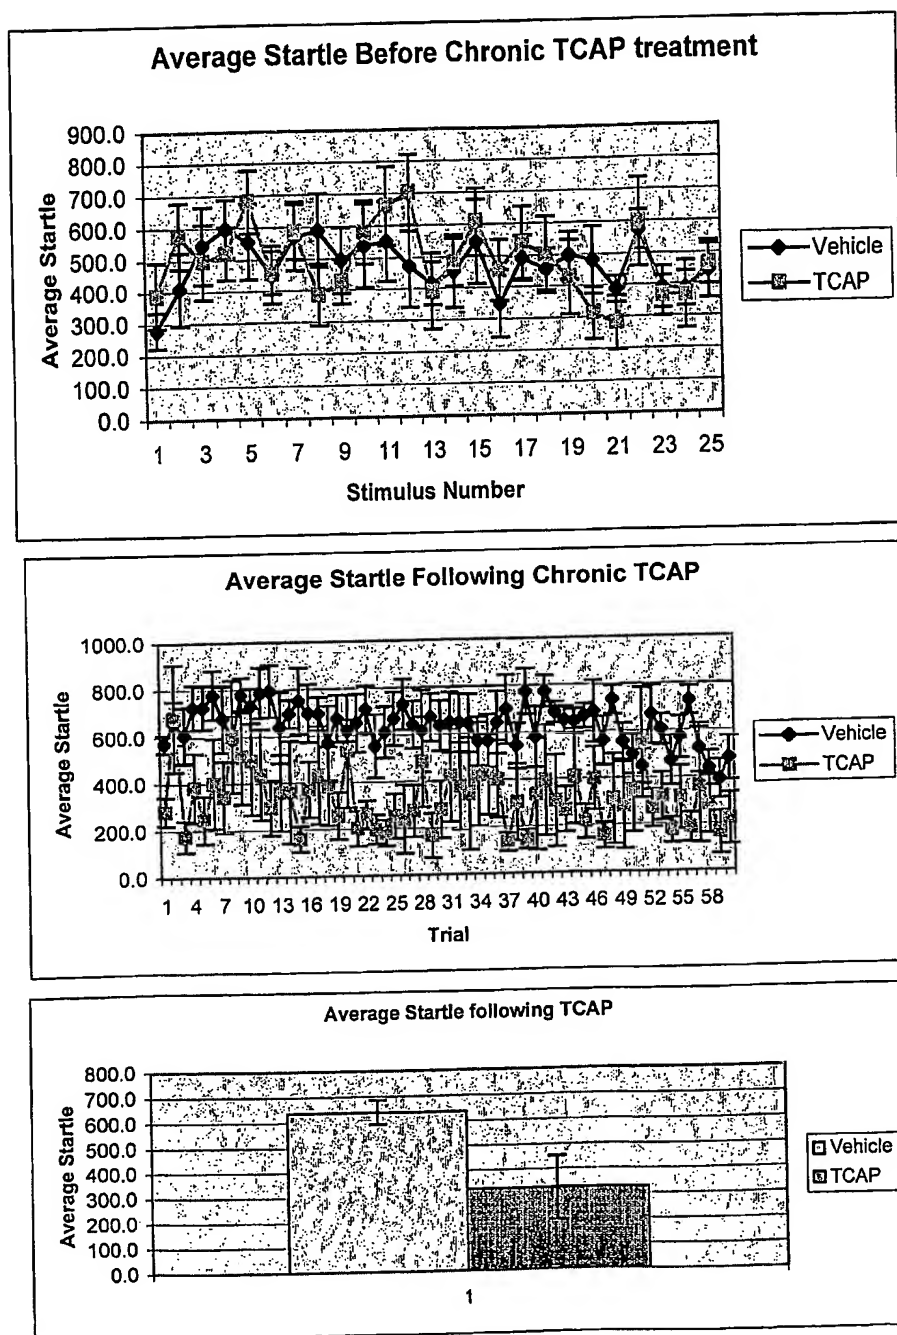 Average Startle Before Chronic TCAP treatment
900.0
800.0
700.0
600.0
500.0
400.0
300.0
200.0
100.0
0.0
Average Startle
1 3 5 7 9 11 13 15 17 19 21 23 25
Stimulus Number
Vehicle
TCAP
Average Startle Following Chronic TCAP
1000.0
800.0
600.0
400.0
200.0
0.0
Average Startle
1 4 7 10 13 16 19 22 25 28 31 34 37 40 43 46 49 52 55 58
Trial
Vehicle
TCAP
Average Startle following TCAP
800.0
700.0
600.0
500.0
400.0
300.0
200.0
100.0
0.0
Average Startle
1
Vehicle
TCAP